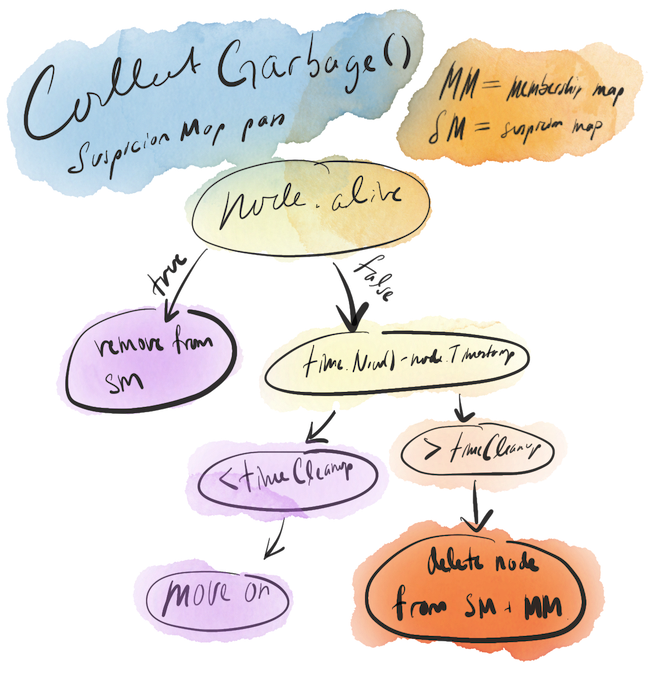 Collect Garbage()
Suspicion Map part
MM = membership map
SM = suspicion map
node.alive
true
false
remove from
SM
time.Now() - node.Timestamp
< timeCleanup
> timeCleanup
move on
delete node
from SM + MM